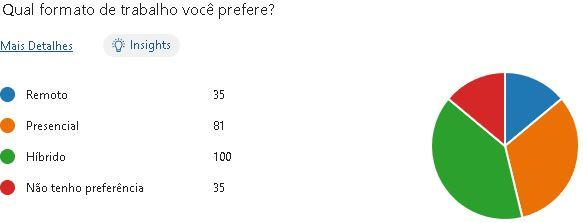 Qual formato de trabalho você prefere?
Mais Detalhes Insights
Remoto 35
Presencial 81
Híbrido 100
Não tenho preferência 35